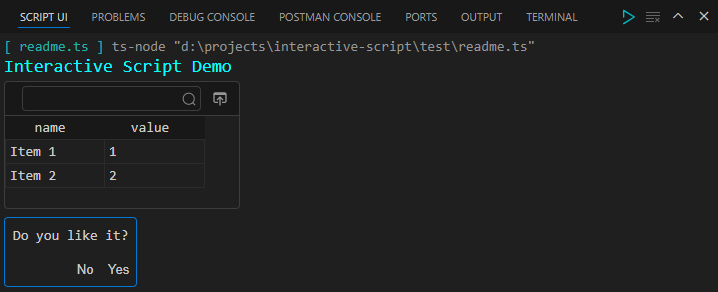 SCRIPT UI PROBLEMS DEBUG CONSOLE POSTMAN CONSOLE PORTS OUTPUT TERMINAL
[ readme.ts ] ts-node "d:\projects\interactive-script\test\readme.ts"
Interactive Script Demo
name value
Item 1 1
Item 2 2
Do you like it?
No Yes